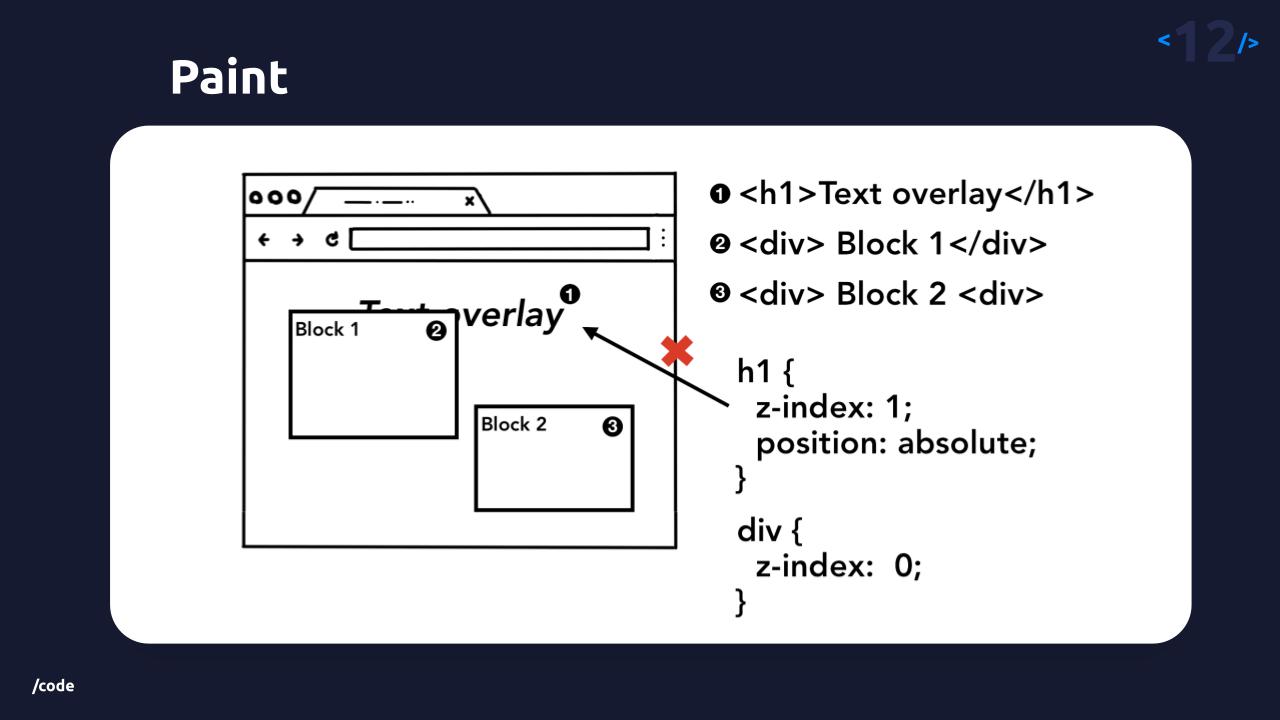 <12/>
Paint
❶ <h1>Text overlay</h1>
❷ <div> Block 1</div>
❸ <div> Block 2 <div>
Text overlay ❶
Block 1 ❷
Block 2 ❸
h1 {
z-index: 1;
position: absolute;
}
div {
z-index:  0;
}
/code